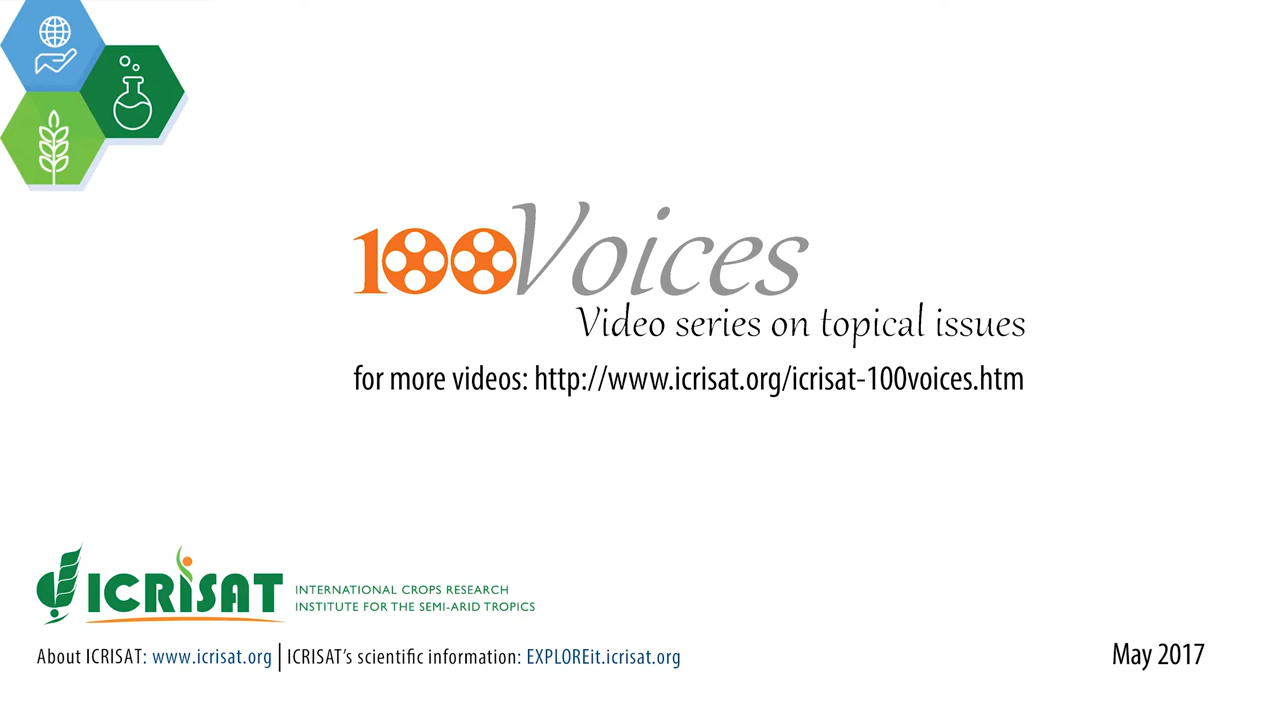 100Voices
Video series on topical issues
for more videos: http://www.icrisat.org/icrisat-100voices.htm
ICRISAT
INTERNATIONAL CROPS RESEARCH
INSTITUTE FOR THE SEMI-ARID TROPICS
About ICRISAT: www.icrisat.org | ICRISAT's scientific information: EXPLOREit.icrisat.org
May 2017